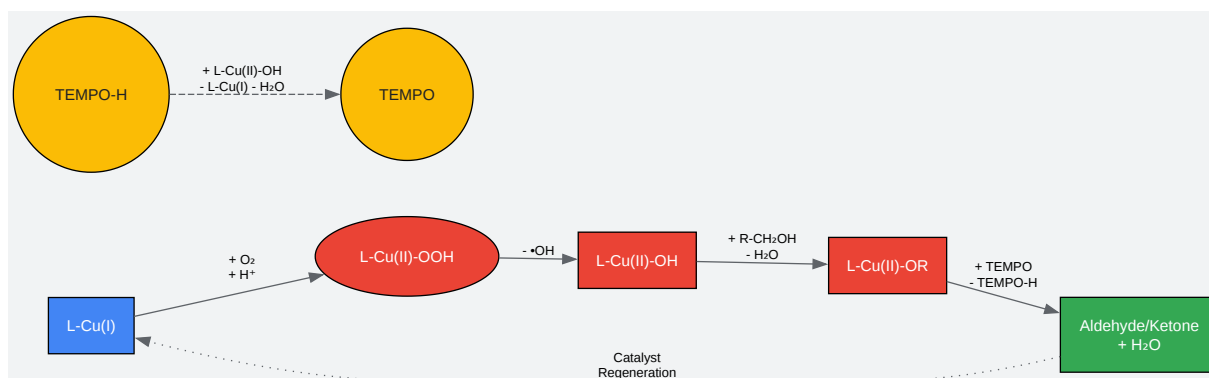 TEMPO-H
+ L-Cu(II)-OH
- L-Cu(I) - H₂O
TEMPO
L-Cu(I)
+ O₂
+ H⁺
L-Cu(II)-OOH
- •OH
L-Cu(II)-OH
+ R-CH₂OH
- H₂O
L-Cu(II)-OR
+ TEMPO
- TEMPO-H
Aldehyde/Ketone
+ H₂O
Catalyst
Regeneration